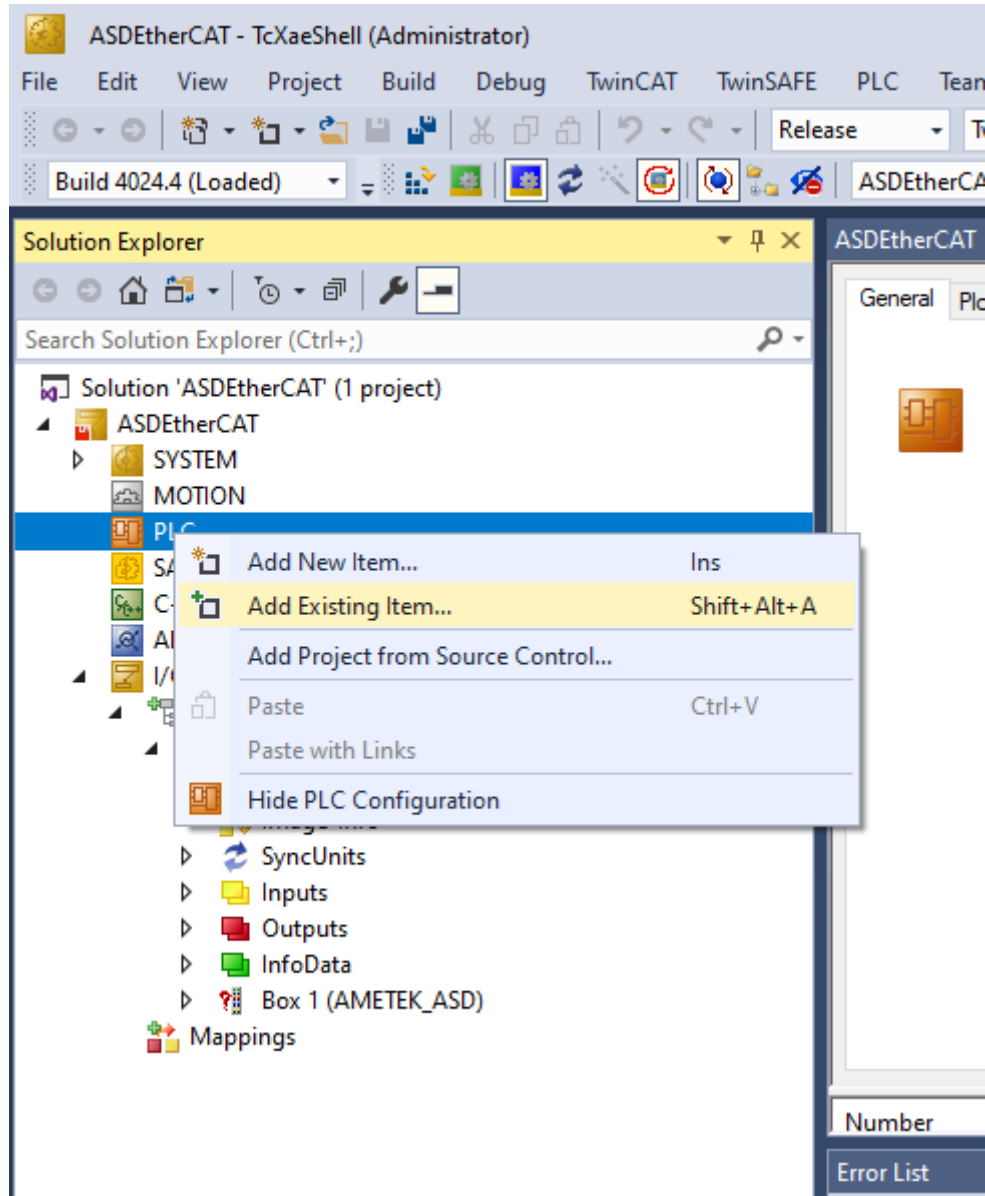 ASDEtherCAT - TcXaeShell (Administrator)
File Edit View Project Build Debug TwinCAT TwinSAFE PLC
Release
Build 4024.4 (Loaded)
Solution Explorer
ASDEtherCAT
General
Search Solution Explorer (Ctrl+;)
Solution 'ASDEtherCAT' (1 project)
ASDEtherCAT
SYSTEM
MOTION
PLC
Add New Item... Ins
Add Existing Item... Shift+Alt+A
Add Project from Source Control...
Paste Ctrl+V
Paste with Links
Hide PLC Configuration
SyncUnits
Inputs
Outputs
InfoData
Box 1 (AMETEK_ASD)
Mappings
Number
Error List